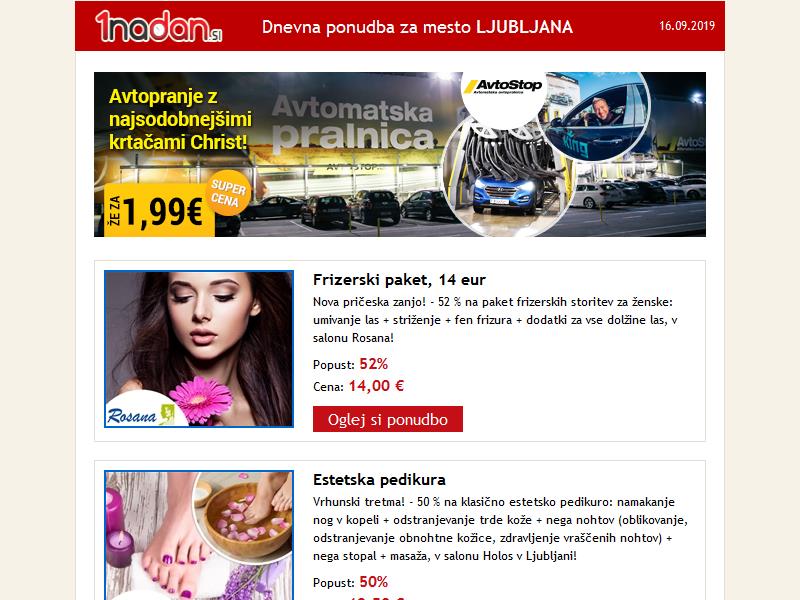 1nadan.si
Dnevna ponudba za mesto LJUBLJANA
16.09.2019
Avtopranje z
najsodobnejšimi
krtačami Christ!
ŽE ZA
1,99€
SUPER
CENA
Avtomatska
pralnica
AVTOSTOP
AvtoStop
Avtomatska avtopralnica
king
Frizerski paket, 14 eur
Nova pričeska zanjo! - 52 % na paket frizerskih storitev za ženske:
umivanje las + striženje + fen frizura + dodatki za vse dolžine las, v
salonu Rosana!
Popust: 52%
Cena: 14,00 €
Oglej si ponudbo
Rosana
Estetska pedikura
Vrhunski tretma! - 50 % na klasično estetsko pedikuro: namakanje
nog v kopeli + odstranjevanje trde kože + nega nohtov (oblikovanje,
odstranjevanje obnohtne kožice, zdravljenje vraščenih nohtov) +
nega stopal + masaža, v salonu Holos v Ljubljani!
Popust: 50%